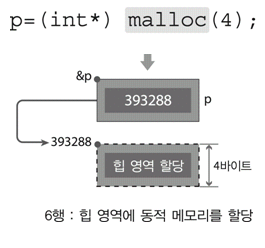 p=(int*) malloc(4);
&p
393288
p
393288
힙 영역 할당
4바이트
6행 : 힙 영역에 동적 메모리를 할당